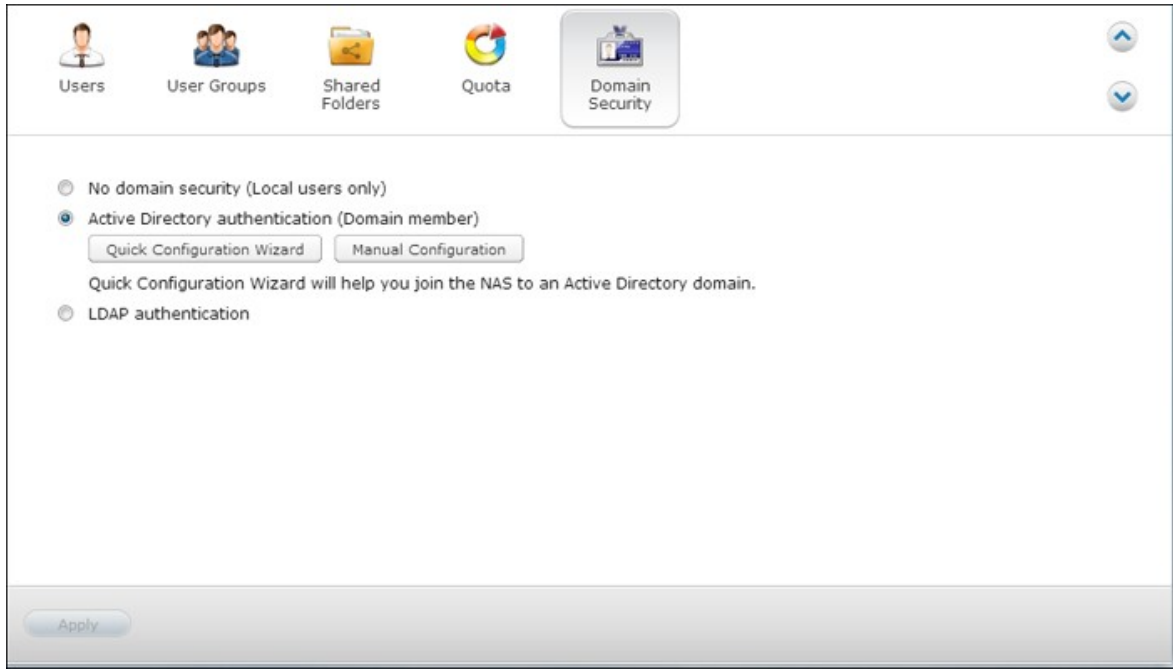 Users
User Groups
Shared
Folders
Quota
Domain
Security
No domain security (Local users only)
Active Directory authentication (Domain member)
Quick Configuration Wizard
Manual Configuration
Quick Configuration Wizard will help you join the NAS to an Active Directory domain.
LDAP authentication
Apply